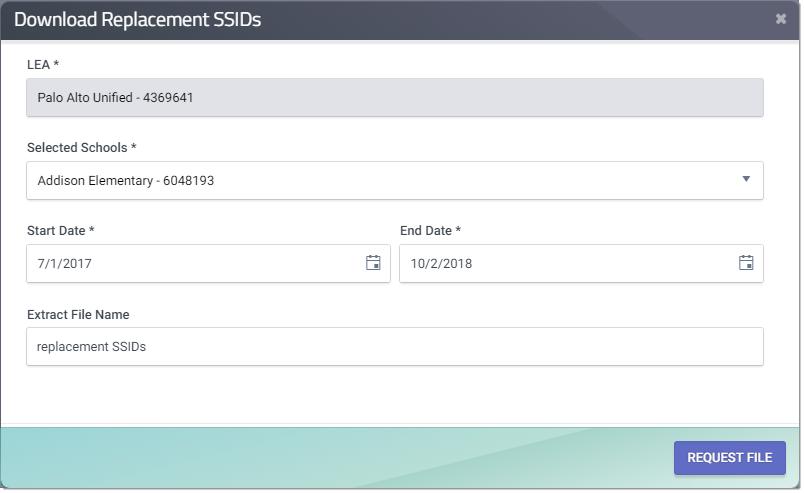 Download Replacement SSIDs
LEA *
Palo Alto Unified - 4369641
Selected Schools *
Addison Elementary - 6048193
Start Date * End Date *
7/1/2017 10/2/2018
Extract File Name
replacement SSIDs
REQUEST FILE